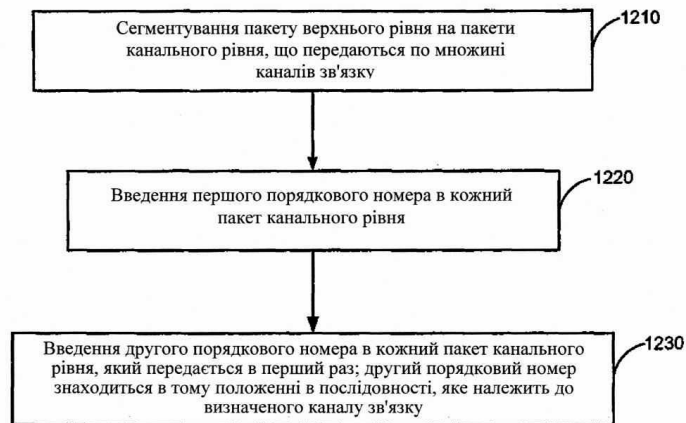 Сегментування пакету верхнього рівня на пакети
канального рівня, що передаються по множині
каналів зв'язку
1210
Введення першого порядкового номера в кожний
пакет канального рівня
1220
Введення другого порядкового номера в кожний пакет канального
рівня, який передається в перший раз; другий порядковий номер
знаходиться в тому положенні в послідовності, яке належить до
визначеного каналу зв'язку
1230